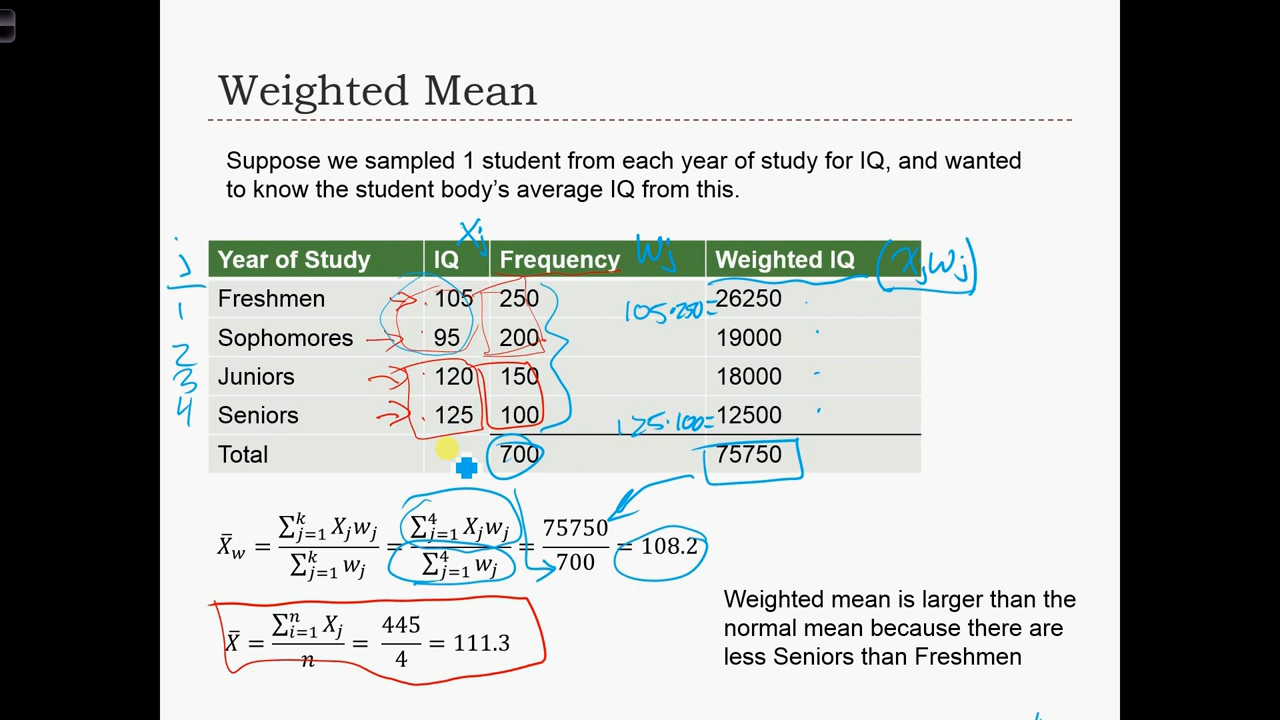 Weighted Mean
Suppose we sampled 1 student from each year of study for IQ, and wanted
to know the student body's average IQ from this.
j Xj Wj
Year of Study IQ Frequency Weighted IQ (XjWj)
1 Freshmen 105 250 105·250= 26250
2 Sophomores 95 200 19000
3 Juniors 120 150 18000
4 Seniors 125 100 125·100= 12500
Total 700 75750
X̄w = ∑ᵏj=1 Xjwj / ∑ᵏj=1 wj = ∑⁴j=1 Xjwj / ∑⁴j=1 wj = 75750 / 700 = 108.2
X̄ = ∑ⁿi=1 Xj / n = 445 / 4 = 111.3
Weighted mean is larger than the
normal mean because there are
less Seniors than Freshmen